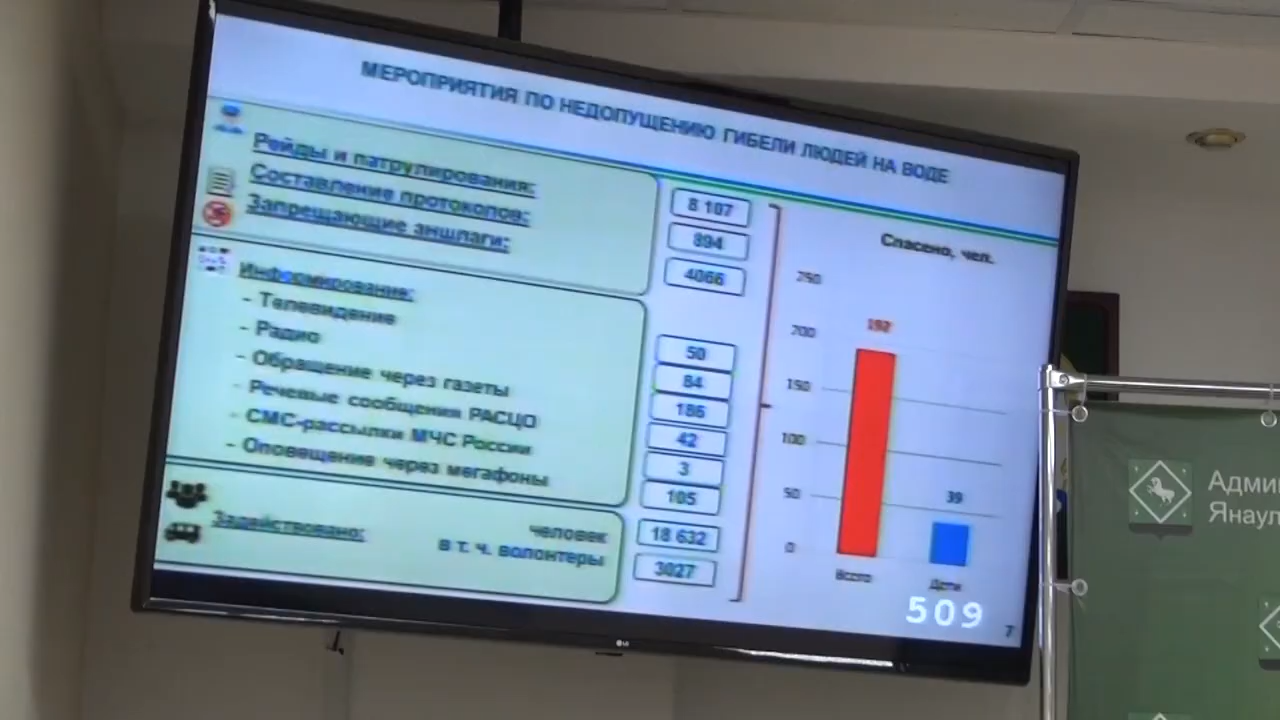 МЕРОПРИЯТИЯ ПО НЕДОПУЩЕНИЮ ГИБЕЛИ ЛЮДЕЙ НА ВОДЕ
Рейды и патрулирования:
8 107
Составление протоколов:
894
Запрещающие аншлаги:
4066
Информирование:
- Телевидение
50
- Радио
84
- Обращение через газеты
186
- Речевые сообщения РАСЦО
42
- СМС-рассылки МЧС России
3
- Оповещение через мегафоны
105
Задействовано:
человек
18 632
в т. ч. волонтеры
3027
Спасено, чел.
250
200
150
100
50
0
192
39
Всего
Дети
509
7
LG
Админ
Янаул